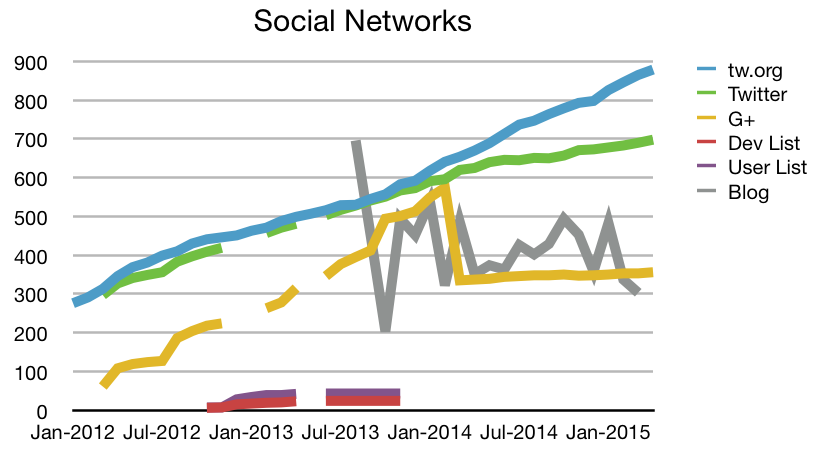 Social Networks
900
800
700
600
500
400
300
200
100
0
Jan-2012 Jul-2012 Jan-2013 Jul-2013 Jan-2014 Jul-2014 Jan-2015
tw.org
Twitter
G+
Dev List
User List
Blog